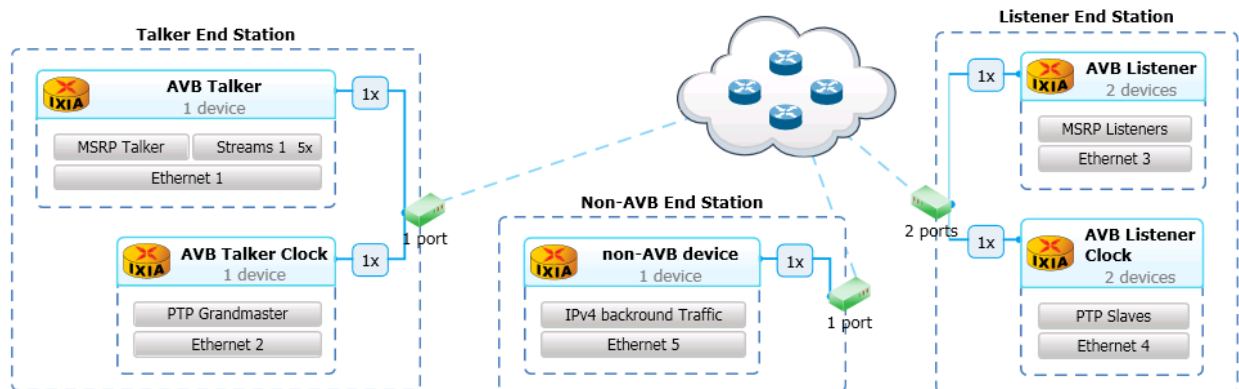 Talker End Station
IXIA
AVB Talker
1 device
1x
MSRP Talker
Streams 1 5x
Ethernet 1
1 port
IXIA
AVB Talker Clock
1 device
1x
PTP Grandmaster
Ethernet 2
Non-AVB End Station
IXIA
non-AVB device
1 device
1x
IPv4 backround Traffic
Ethernet 5
1 port
Listener End Station
2 ports
1x
IXIA
AVB Listener
2 devices
MSRP Listeners
Ethernet 3
1x
IXIA
AVB Listener
Clock
2 devices
PTP Slaves
Ethernet 4